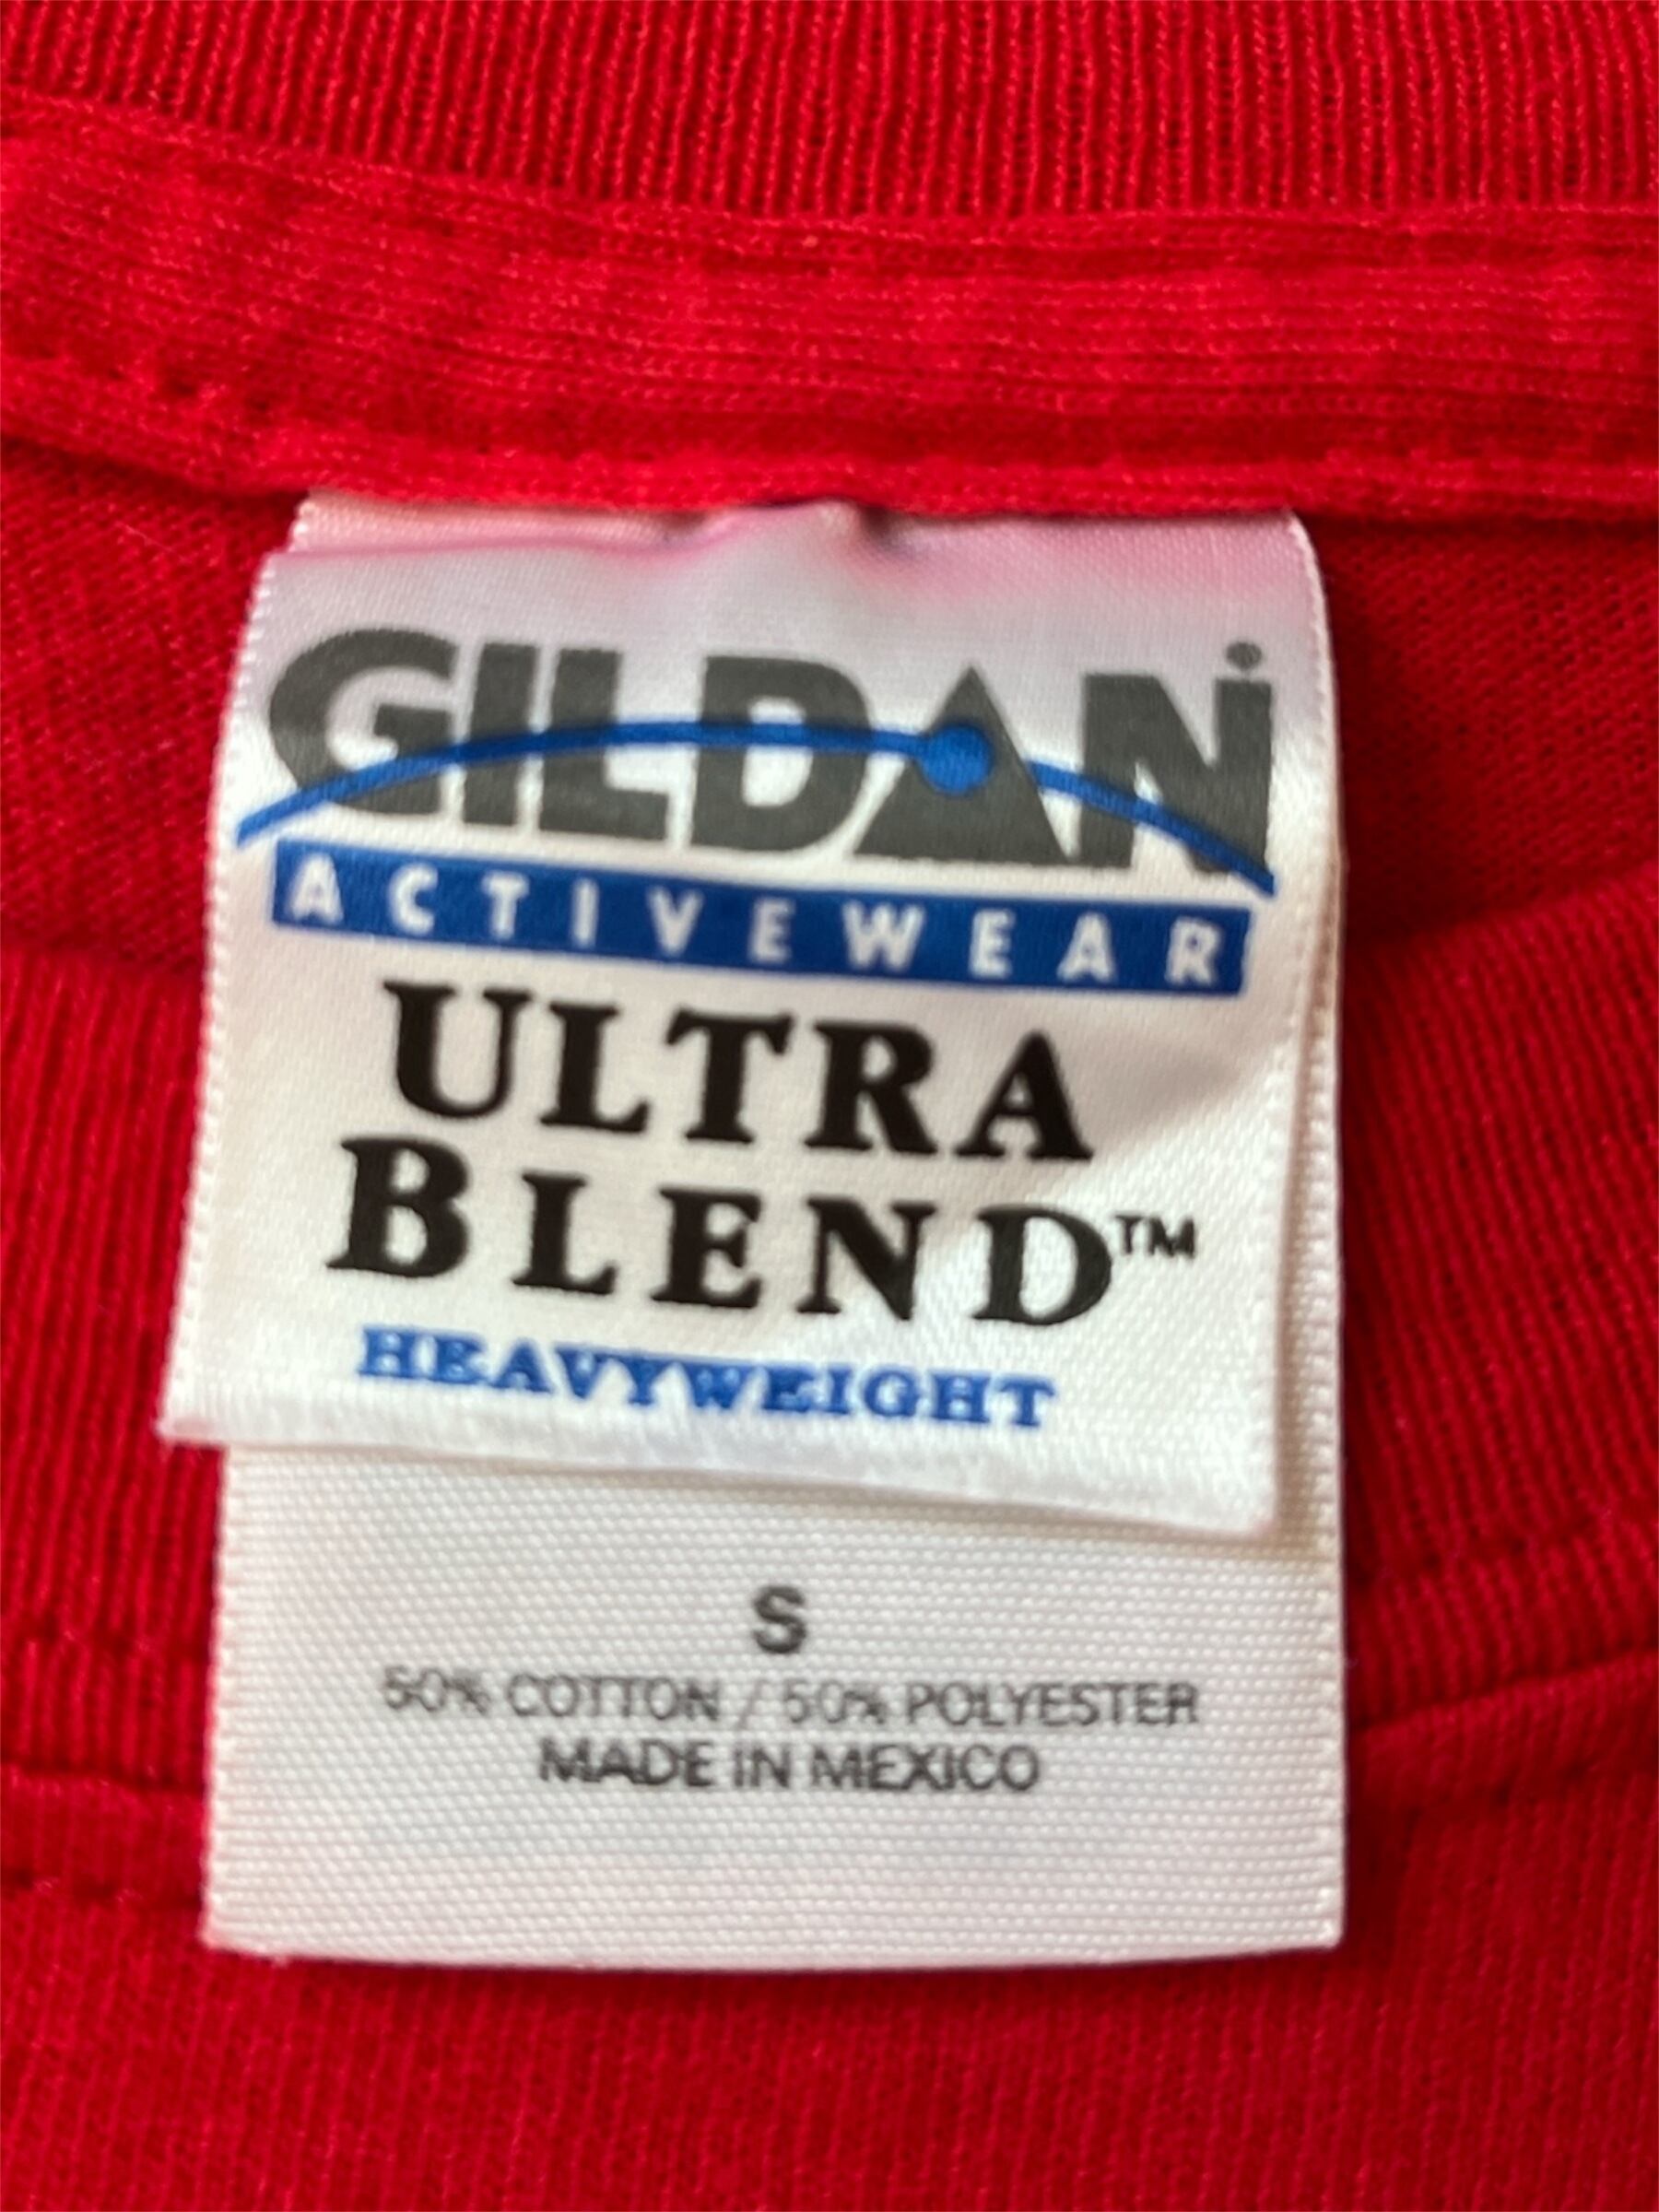 GILDAN®
ACTIVEWEAR
ULTRA
BLEND™
HEAVYWEIGHT
S
50% COTTON / 50% POLYESTER
MADE IN MEXICO